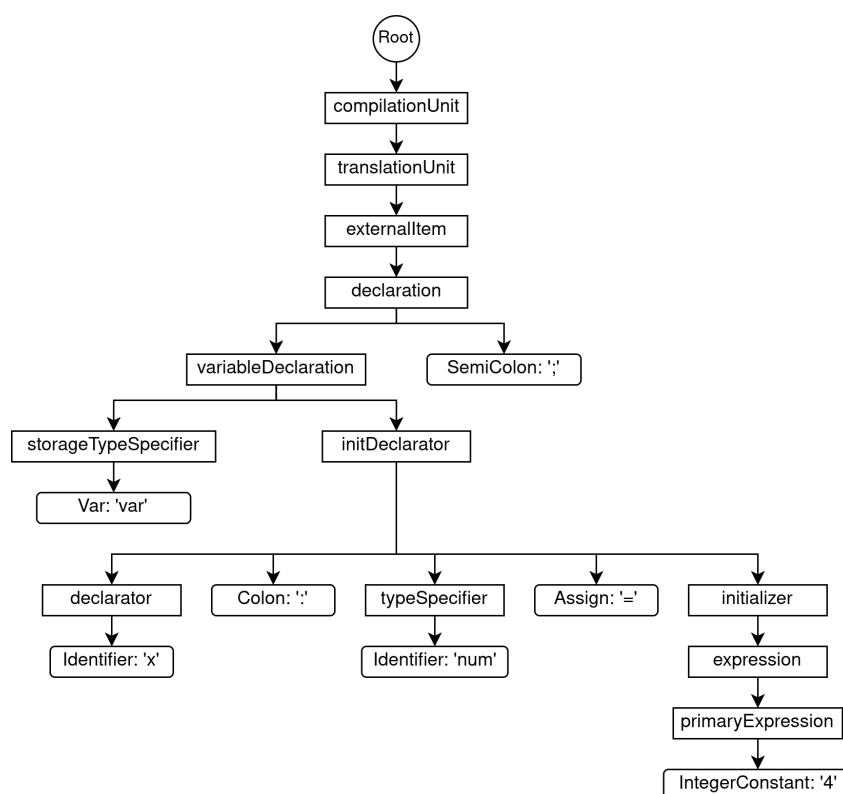 Root
compilationUnit
translationUnit
externalItem
declaration
variableDeclaration
SemiColon: ';'
storageTypeSpecifier
initDeclarator
Var: 'var'
declarator
Colon: ':'
typeSpecifier
Assign: '='
initializer
Identifier: 'x'
Identifier: 'num'
expression
primaryExpression
IntegerConstant: '4'